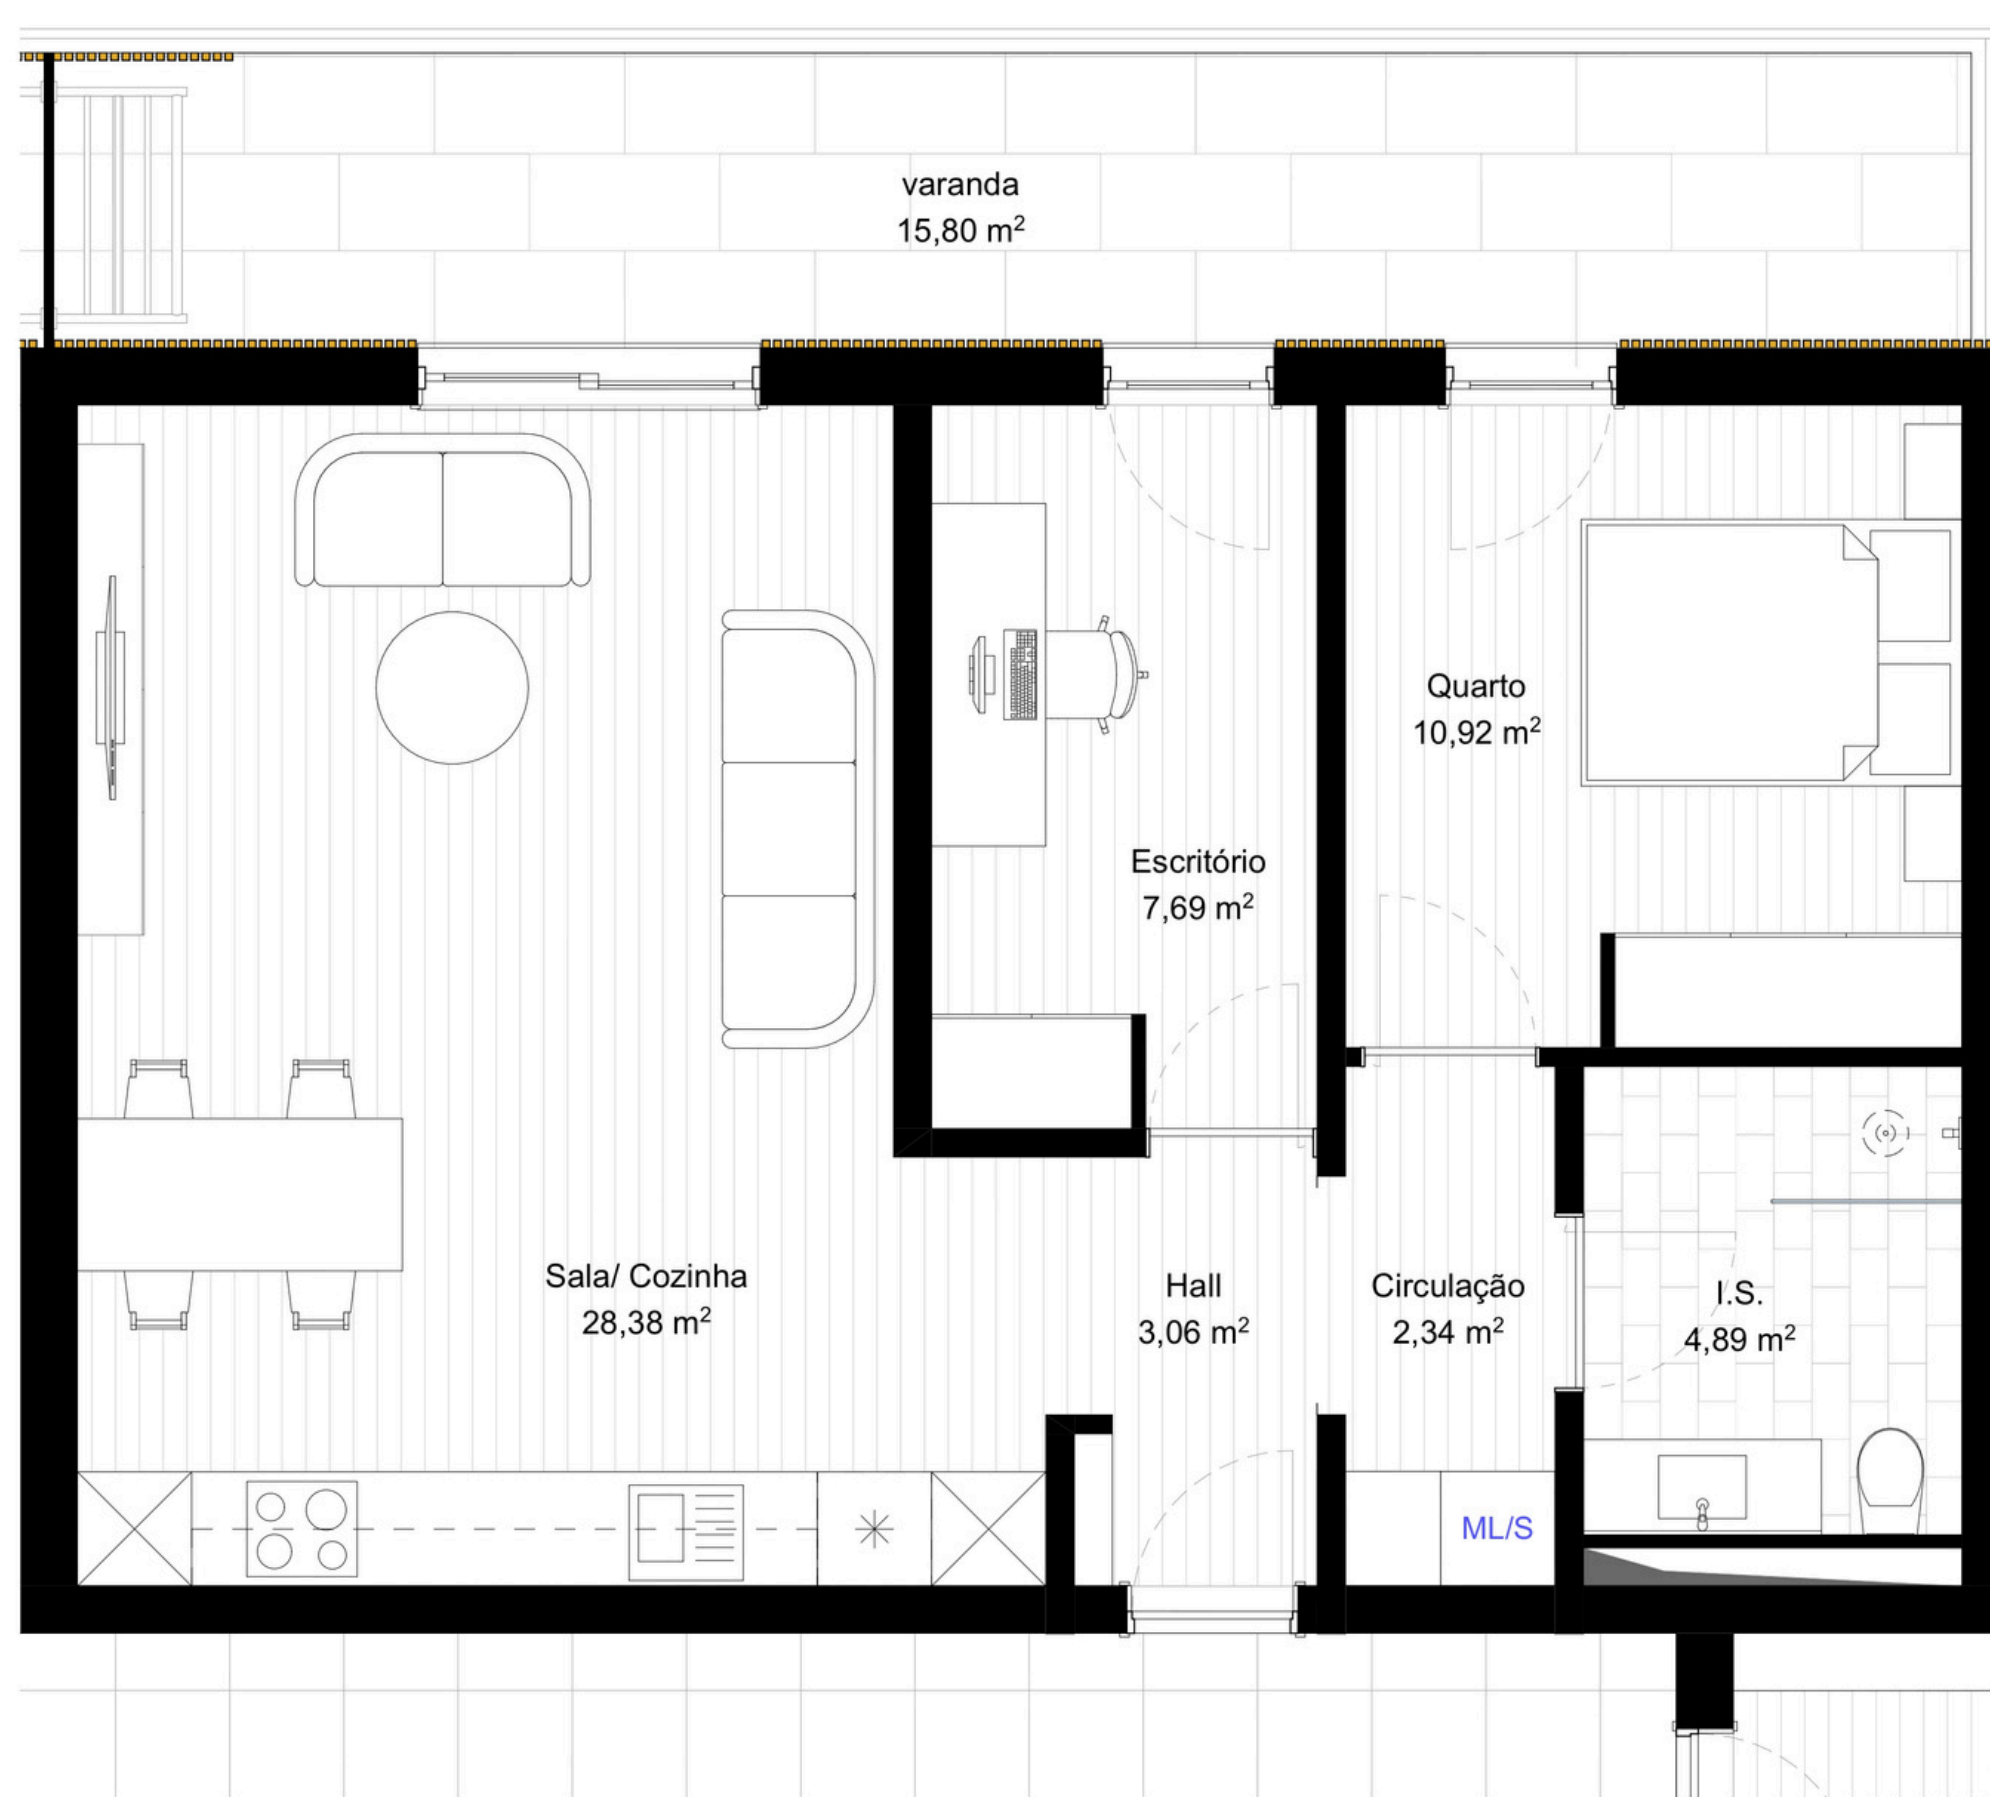 varanda
15,80 m²
Quarto
10,92 m²
Escritório
7,69 m²
Sala/ Cozinha
28,38 m²
Hall
3,06 m²
Circulação
2,34 m²
I.S.
4,89 m²
ML/S